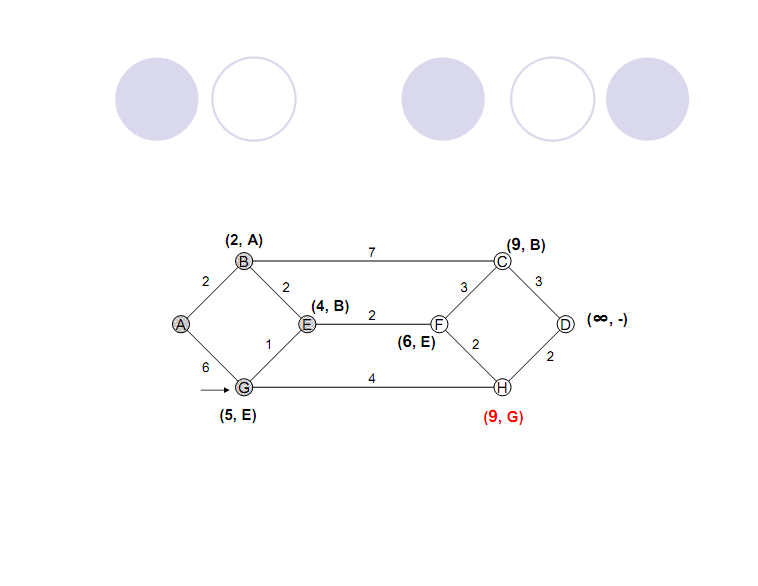 (2, A)
(9, B)
B
7
C
2
2
3
3
(4, B)
A
E
2
F
D
(∞, -)
(6, E)
1
2
2
6
4
G
H
(5, E)
(9, G)